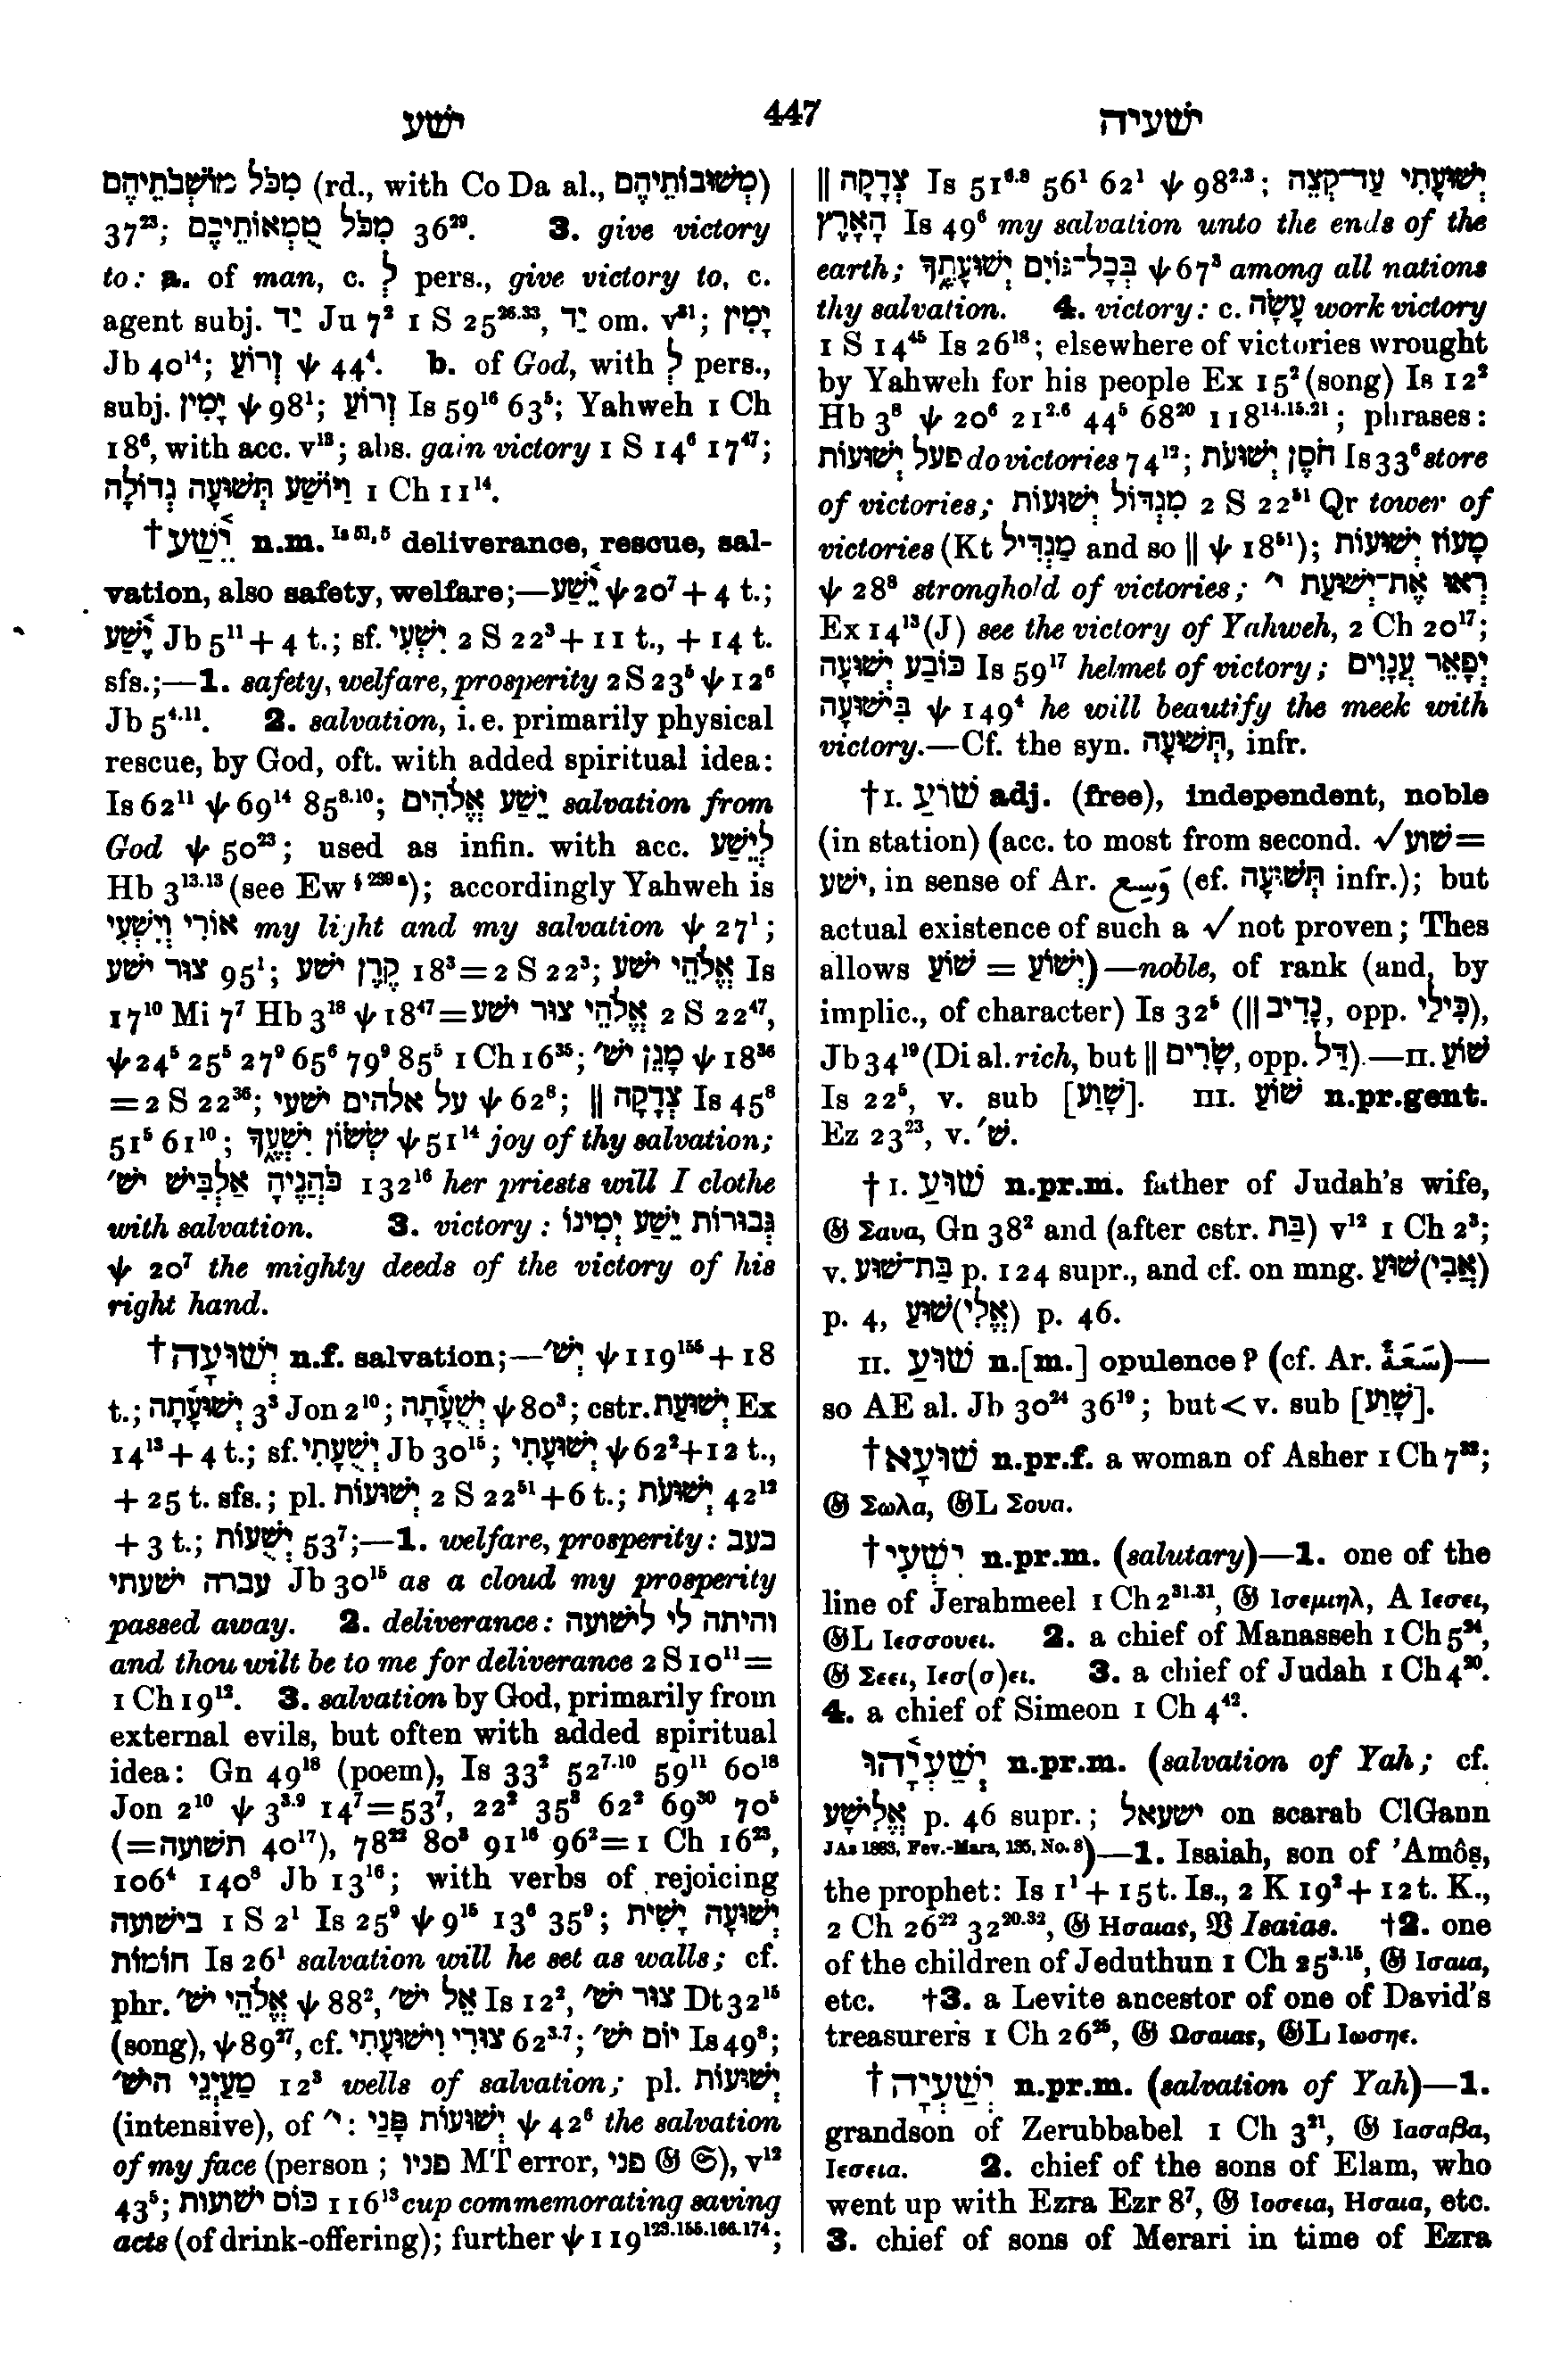 ישע 447 ישעיה
מִכֹּל מוֹשְׁבֹתֵיהֶם (rd., with Co Da al., מְשׁוּבוֹתֵיהֶם)
37²³; מִכֹּל טֻמְאוֹתֵיכֶם 36²⁹. 3. give victory
to: a. of man, c. לְ pers., give victory to, c.
agent subj. יַד Ju 7² 1 S 25²⁶·³³, יַד om. v³¹; יָמִין
Jb 40¹⁴; זְרוֹעַ ψ 44⁴. b. of God, with לְ pers.,
subj. יָמִין ψ 98¹; זְרוֹעַ Is 59¹⁶ 63⁵; Yahweh 1 Ch
18⁶, with acc. v¹³; abs. gain victory 1 S 14⁶ 17⁴⁷;
וַיּוֹשַׁע תְּשׁוּעָה גְדוֹלָה 1 Ch 11¹⁴.
†יֵ֫שַׁע n.m. Is 51, 5 deliverance, rescue, sal-
vation, also safety, welfare;—יֵ֫שַׁע ψ 20⁷ + 4 t.;
יֶ֫שַׁע Jb 5¹¹ + 4 t.; sf. יִשְׁעִי 2 S 22³ + 11 t., + 14 t.
sfs.;—1. safety, welfare, prosperity 2 S 23⁵ ψ 12⁶
Jb 5⁴·¹¹. 2. salvation, i. e. primarily physical
rescue, by God, oft. with added spiritual idea:
Is 62¹¹ ψ 69¹⁴ 85⁸·¹⁰; יֵשַׁע אֱלֹהִים salvation from
God ψ 50²³; used as infin. with acc. לְיֵשַׁע
Hb 3¹³·¹³ (see Ew § 239 a); accordingly Yahweh is
אוֹרִי וְיִשְׁעִי my light and my salvation ψ 27¹;
צור ישע 95¹; קֶרֶן ישע 18³ = 2 S 22³; אֱלֹהֵי ישע Is
17¹⁰ Mi 7⁷ Hb 3¹⁸ ψ 18⁴⁷ = אֱלֹהֵי צור ישע 2 S 22⁴⁷,
ψ 24⁵ 25⁵ 27⁹ 65⁶ 79⁹ 85⁵ 1 Ch 16³⁵; מָגֵן יש׳ ψ 18³⁶
= 2 S 22³⁶; על אלהים ישעי ψ 62⁸; ‖ צְדָקָה Is 45⁸
51⁵ 61¹⁰; שְׂשׂוֹן יִשְׁעֶךָ ψ 51¹⁴ joy of thy salvation;
כֹּהֲנֶיהָ אַלְבִּישׁ יש׳ 132¹⁶ her priests will I clothe
with salvation. 3. victory: גְּבוּרוֹת יֵשַׁע יְמִינוֹ
ψ 20⁷ the mighty deeds of the victory of his
right hand.
†יְשׁוּעָה n.f. salvation;—יְשׁ׳ ψ 119¹⁵⁵ + 18
t.; יְשׁוּעָ֫תָה 3³ Jon 2¹⁰; יְשֻׁעָ֫תָה ψ 80³; cstr. יְשׁוּעַת Ex
14¹³ + 4 t.; sf. יְשֻׁעָתִי Jb 30¹⁵; יְשׁוּעָתִי ψ 62² + 12 t.,
+ 25 t. sfs.; pl. יְשׁוּעוֹת 2 S 22⁵¹ + 6 t.; יְשׁוּעֹת 42¹²
+ 3 t.; יְשֻׁעוֹת 53⁷;—1. welfare, prosperity: כעב
עברה ישעתי Jb 30¹⁵ as a cloud my prosperity
passed away. 2. deliverance: והיתה לי לישועה
and thou wilt be to me for deliverance 2 S 10¹¹ =
1 Ch 19¹². 3. salvation by God, primarily from
external evils, but often with added spiritual
idea: Gn 49¹⁸ (poem), Is 33² 52⁷·¹⁰ 59¹¹ 60¹⁸
Jon 2¹⁰ ψ 3³·⁹ 14⁷ = 53⁷, 22² 35³ 62² 69³⁰ 70⁵
(= תשועה 40¹⁷), 78²² 80³ 91¹⁶ 96² = 1 Ch 16²³,
106⁴ 140⁸ Jb 13¹⁶; with verbs of rejoicing
בישועה 1 S 2¹ Is 25⁹ ψ 9¹⁵ 13⁶ 35⁹; יְשׁוּעָה יָשִׁית
חומות Is 26¹ salvation will he set as walls; cf.
phr. אֱלֹהֵי יש׳ ψ 88², אֵל יש׳ Is 12², צור יש׳ Dt 32¹⁵
(song), ψ 89²⁷, cf. צוּרִי וִישׁוּעָתִי 62³·⁷; יוֹם יש׳ Is 49⁸;
מַעַיְנֵי היש׳ 12³ wells of salvation; pl. יְשׁוּעוֹת
(intensive), of י״: יְשׁוּעוֹת פָּנַי ψ 42⁶ the salvation
of my face (person; פניו MT error, פני 𝔊 𝔖), v¹²
43⁵; כוס ישועות 116¹³ cup commemorating saving
acts (of drink-offering); further ψ 119¹²³·¹⁵⁵·¹⁶⁶·¹⁷⁴;
‖ צְדָקָה Is 51⁶·⁸ 56¹ 62¹ ψ 98²·³; יְשׁוּעָתִי עַד־קְצֵה
הָאָרֶץ Is 49⁶ my salvation unto the ends of the
earth; בְּכָל־גּוֹיִם יְשׁוּעָתֶךָ ψ 67³ among all nations
thy salvation. 4. victory: c. עָשָׂה work victory
1 S 14⁴⁵ Is 26¹⁸; elsewhere of victories wrought
by Yahweh for his people Ex 15² (song) Is 12²
Hb 3⁸ ψ 20⁶ 21²·⁶ 44⁵ 68²⁰ 118¹⁴·¹⁵·²¹; phrases:
פעל יְשׁוּעוֹת do victories 74¹²; חֹסֶן יְשׁוּעֹת Is 33⁶ store
of victories; מִגְדּוֹל יְשׁוּעוֹת 2 S 22⁵¹ Qr tower of
victories (Kt מַגְדִּיל and so ‖ ψ 18⁵¹); מָעוֹז יְשׁוּעוֹת
ψ 28⁸ stronghold of victories; רְאוּ אֶת־יְשׁוּעַת י״
Ex 14¹³ (J) see the victory of Yahweh, 2 Ch 20¹⁷;
כּוֹבַע יְשׁוּעָה Is 59¹⁷ helmet of victory; יְפָאֵר עֲנָוִים
בִּישׁוּעָה ψ 149⁴ he will beautify the meek with
victory.—Cf. the syn. תְּשׁוּעָה, infr.
†I. שׁוֹעַ adj. (free), independent, noble
(in station) (acc. to most from second. √שׁוע =
ישׁע, in sense of Ar. وَسِعَ (cf. תְּשׁוּעָה infr.); but
actual existence of such a √ not proven; Thes
allows שׁוֹעַ = יְשׁוֹעַ)—noble, of rank (and, by
implic., of character) Is 32⁵ (‖ נָדִיב, opp. כִּילַי),
Jb 34¹⁹ (Di al. rich, but ‖ שָׂרִים, opp. דַּל).—II. שׁוֹעַ
Is 22⁵, v. sub [שָׁוַע]. III. שׁוֹעַ n.pr.gent.
Ez 23²³, v. שׁ׳.
†I. שׁוּעַ n.pr.m. father of Judah's wife,
𝔊 Σαυα, Gn 38² and (after cstr. בַּת) v¹² 1 Ch 2³;
v. בַּת־שׁוּעַ p. 124 supr., and cf. on mng. (אֲבִי)שׁוּעַ
p. 4, (אֱלִי)שׁוּעַ p. 46.
II. שׁוּעַ n.[m.] opulence? (cf. Ar. سَعَةٌ)—
so AE al. Jb 30²⁴ 36¹⁹; but < v. sub [שָׁוַע].
†שׁוּעָא n.pr.f. a woman of Asher 1 Ch 7³²;
𝔊 Σωλα, 𝔊L Σουα.
†יִשְׁעִי n.pr.m. (salutary)—1. one of the
line of Jerahmeel 1 Ch 2³¹·³¹, 𝔊 Ισεμιηλ, A Ιεσει,
𝔊L Ιεσσουει. 2. a chief of Manasseh 1 Ch 5²⁴,
𝔊 Σεει, Ιεσ(σ)ει. 3. a chief of Judah 1 Ch 4²⁰.
4. a chief of Simeon 1 Ch 4⁴².
יְשַׁעְיָ֫הוּ n.pr.m. (salvation of Yah; cf.
אֱלִישָׁע p. 46 supr.; ישעאל on scarab ClGann
JAs 1883, Fev.-Mars, 135, No. 8)—1. Isaiah, son of 'Amôṣ,
the prophet: Is 1¹ + 15 t. Is., 2 K 19² + 12 t. K.,
2 Ch 26²² 32²⁰·³², 𝔊 Ησαιας, 𝔙 Isaias. †2. one
of the children of Jeduthun 1 Ch 25³·¹⁵, 𝔊 Ισαια,
etc. †3. a Levite ancestor of one of David's
treasurers 1 Ch 26²⁵, 𝔊 Ωσαιας, 𝔊L Ιωσηε.
†יְשַׁעְיָה n.pr.m. (salvation of Yah)—1.
grandson of Zerubbabel 1 Ch 3²¹, 𝔊 Ιασαβα,
Ιεσεια. 2. chief of the sons of Elam, who
went up with Ezra Ezr 8⁷, 𝔊 Ιοσεια, Ησαια, etc.
3. chief of sons of Merari in time of Ezra